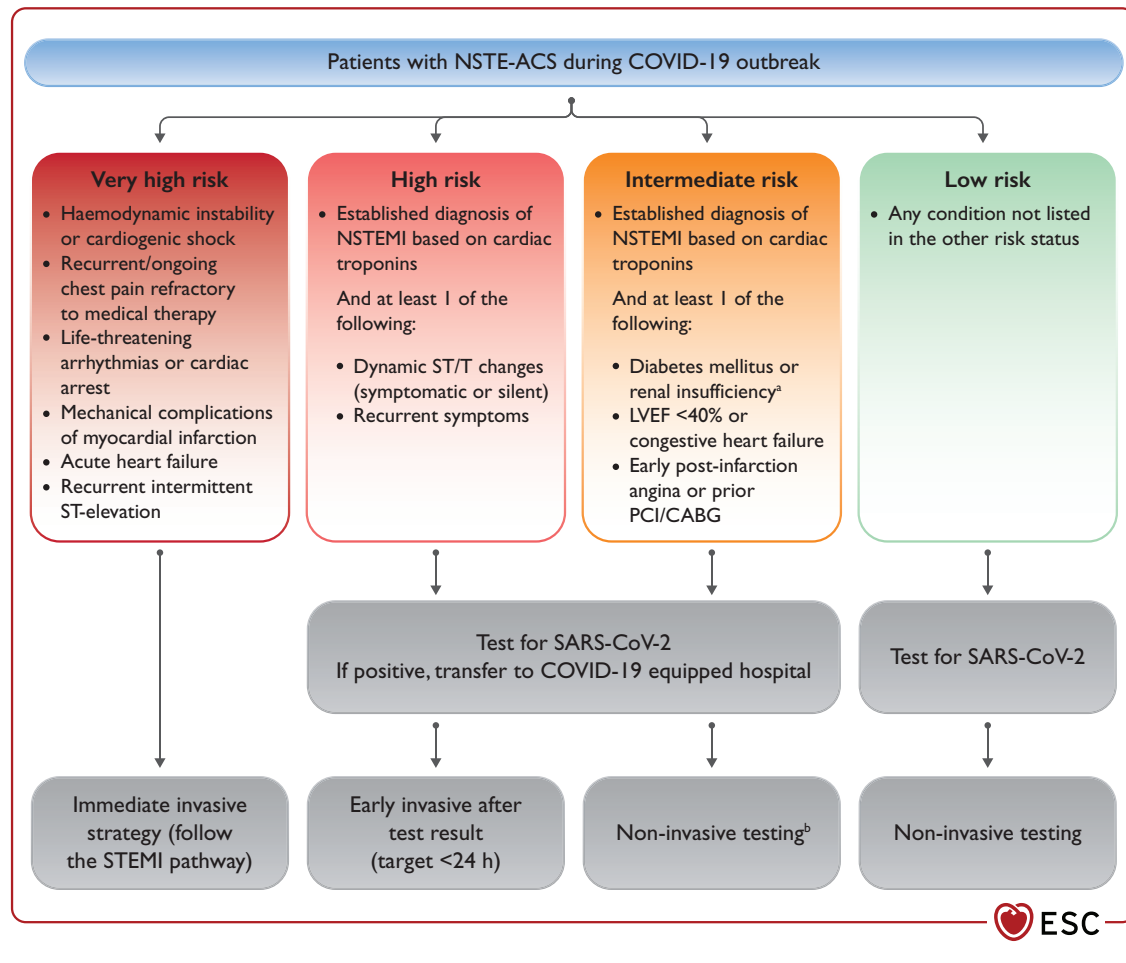 Patients with NSTE-ACS during COVID-19 outbreak
Very high risk
• Haemodynamic instability
or cardiogenic shock
• Recurrent/ongoing
chest pain refractory
to medical therapy
• Life-threatening
arrhythmias or cardiac
arrest
• Mechanical complications
of myocardial infarction
• Acute heart failure
• Recurrent intermittent
ST-elevation
High risk
• Established diagnosis of
NSTEMI based on cardiac
troponins
And at least 1 of the
following:
• Dynamic ST/T changes
(symptomatic or silent)
• Recurrent symptoms
Intermediate risk
• Established diagnosis of
NSTEMI based on cardiac
troponins
And at least 1 of the
following:
• Diabetes mellitus or
renal insufficiencyᵃ
• LVEF <40% or
congestive heart failure
• Early post-infarction
angina or prior
PCI/CABG
Low risk
• Any condition not listed
in the other risk status
Test for SARS-CoV-2
If positive, transfer to COVID-19 equipped hospital
Test for SARS-CoV-2
Immediate invasive
strategy (follow
the STEMI pathway)
Early invasive after
test result
(target <24 h)
Non-invasive testingᵇ
Non-invasive testing
ESC